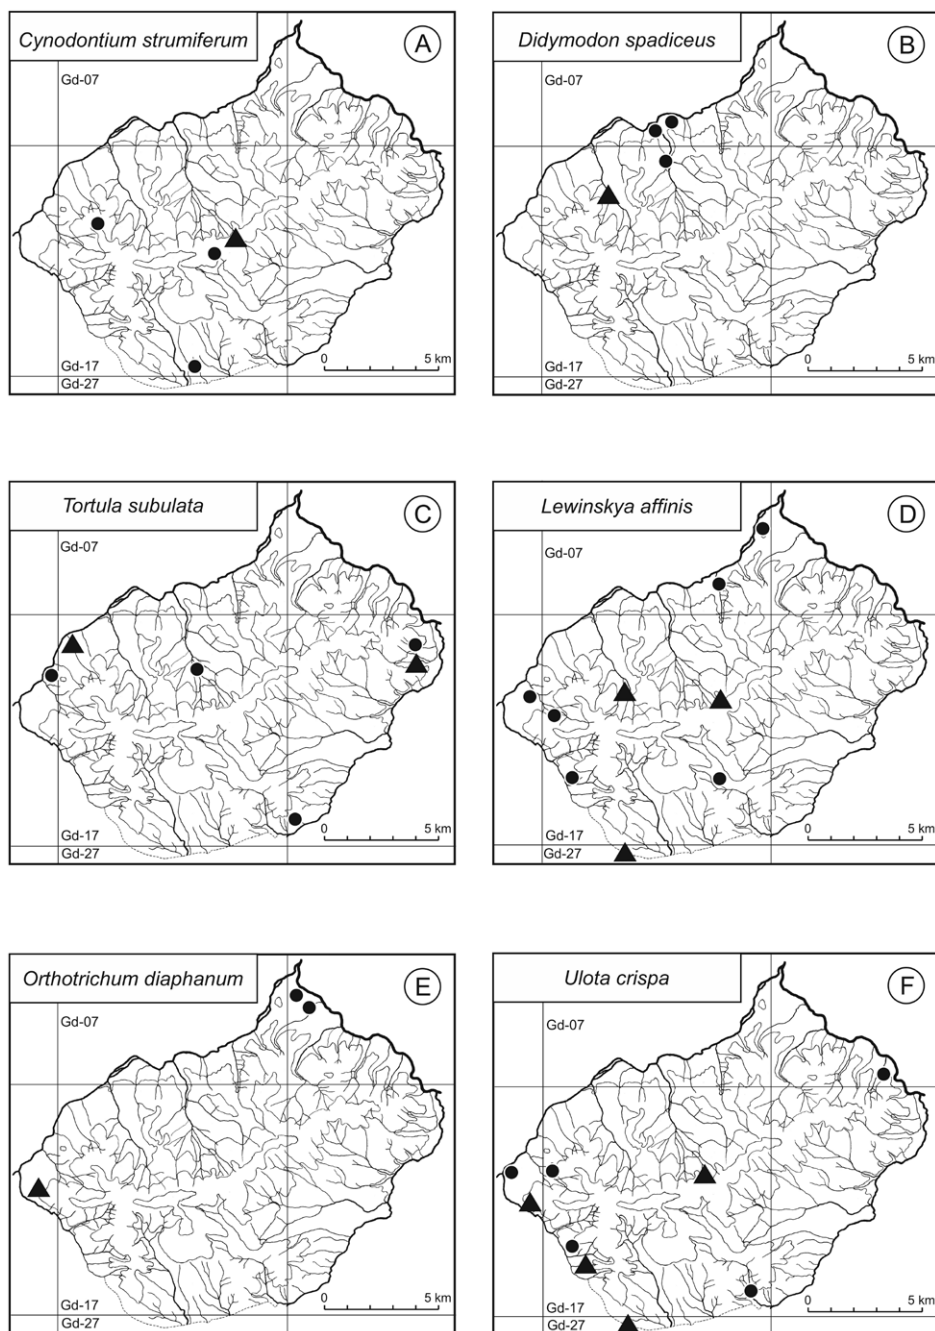 Cynodontium strumiferum
A
Gd-07
Gd-17
Gd-27
0
5 km
Didymodon spadiceus
B
Gd-07
Gd-17
Gd-27
0
5 km
Tortula subulata
C
Gd-07
Gd-17
Gd-27
0
5 km
Lewinskya affinis
D
Gd-07
Gd-17
Gd-27
0
5 km
Orthotrichum diaphanum
E
Gd-07
Gd-17
Gd-27
0
5 km
Ulota crispa
F
Gd-07
Gd-17
Gd-27
0
5 km